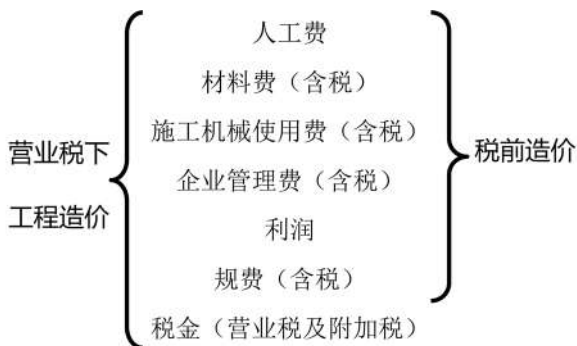 营业税下
工程造价
人工费
材料费（含税）
施工机械使用费（含税）
企业管理费（含税）
利润
规费（含税）
税金（营业税及附加税）
税前造价